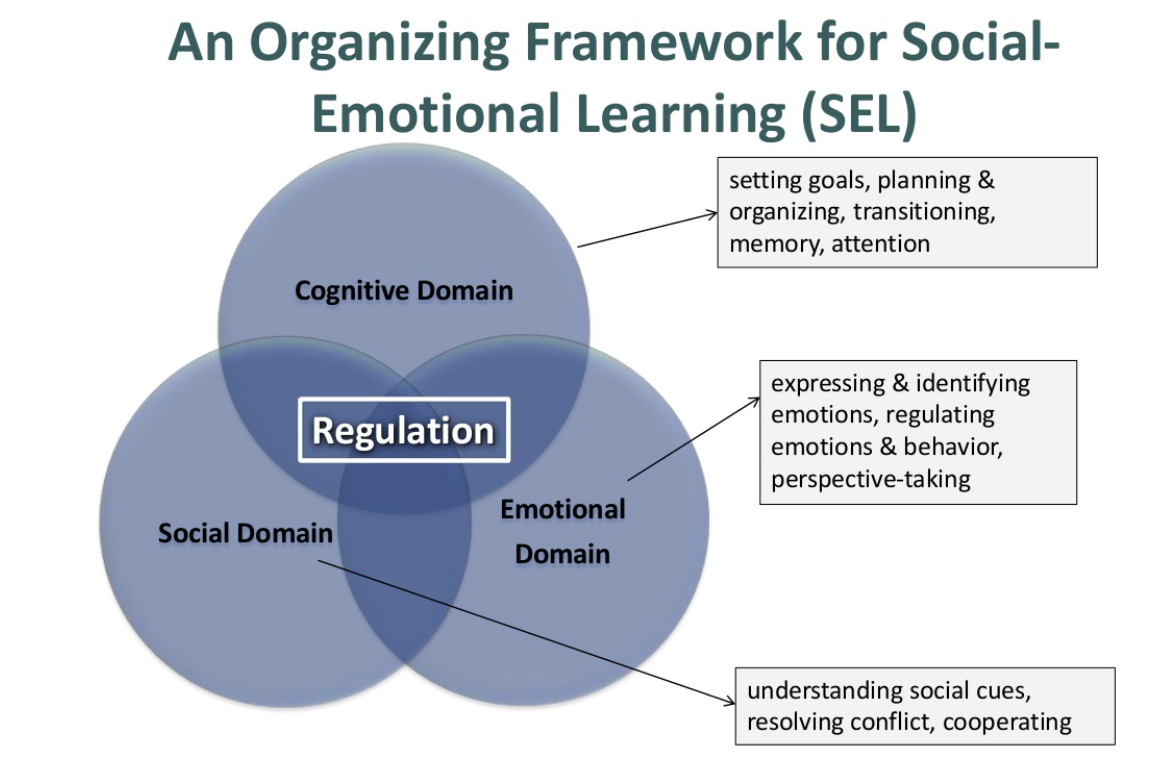 An Organizing Framework for Social-
Emotional Learning (SEL)
setting goals, planning &
organizing, transitioning,
memory, attention
Cognitive Domain
expressing & identifying
emotions, regulating
emotions & behavior,
perspective-taking
Regulation
Emotional
Domain
Social Domain
understanding social cues,
resolving conflict, cooperating